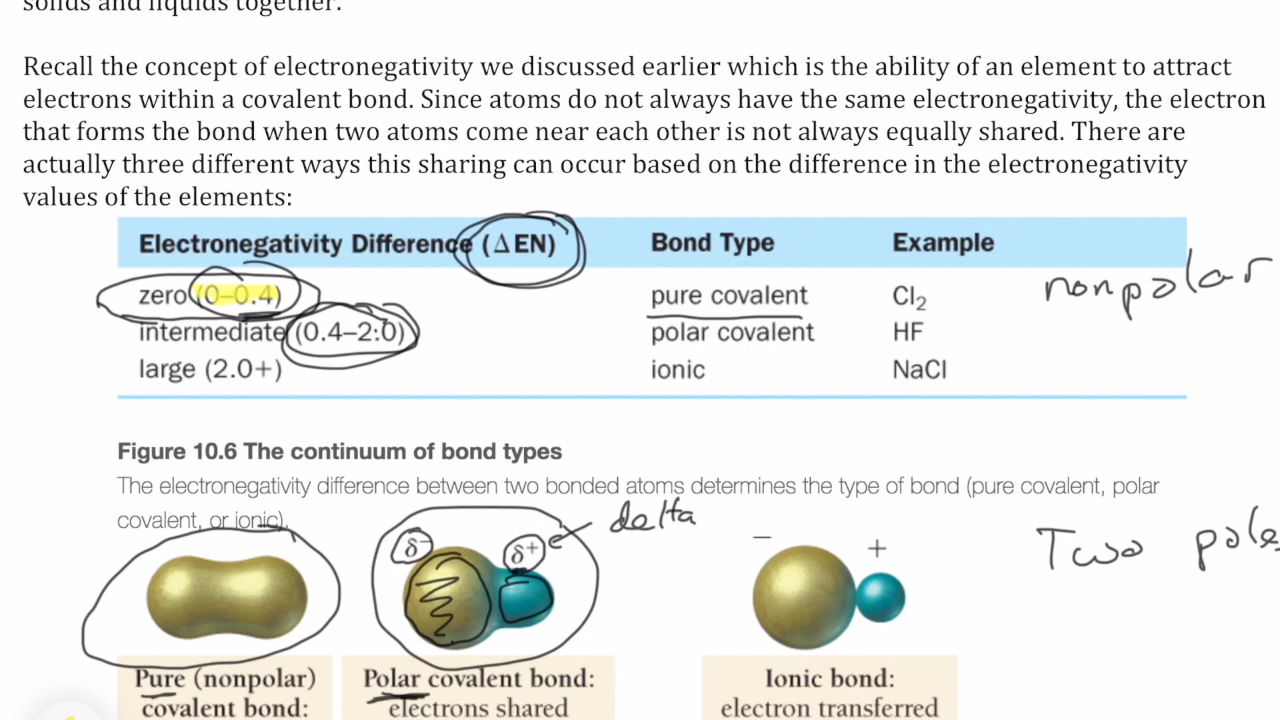 solids and liquids together.
Recall the concept of electronegativity we discussed earlier which is the ability of an element to attract
electrons within a covalent bond. Since atoms do not always have the same electronegativity, the electron
that forms the bond when two atoms come near each other is not always equally shared. There are
actually three different ways this sharing can occur based on the difference in the electronegativity
values of the elements:
Electronegativity Difference (ΔEN) Bond Type Example
zero (0–0.4) pure covalent Cl₂ nonpolar
intermediate (0.4–2.0) polar covalent HF
large (2.0+) ionic NaCl
Figure 10.6 The continuum of bond types
The electronegativity difference between two bonded atoms determines the type of bond (pure covalent, polar
covalent, or ionic).
delta
δ⁻ δ⁺ − + Two pole
Pure (nonpolar) Polar covalent bond: Ionic bond:
covalent bond: electrons shared electron transferred